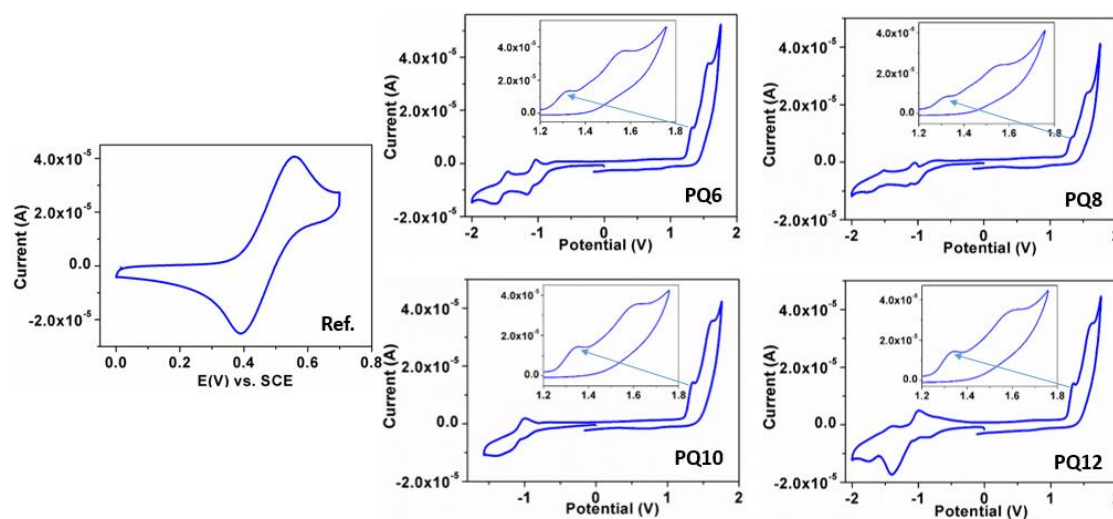 Current (A)
4.0x10⁻⁵
2.0x10⁻⁵
0.0
-2.0x10⁻⁵
0.0
0.2
0.4
0.6
0.8
E(V) vs. SCE
Ref.
Current (A)
4.0x10⁻⁵
2.0x10⁻⁵
0.0
-2.0x10⁻⁵
-2
-1
0
1
2
Potential (V)
PQ6
4.0x10⁻⁵
2.0x10⁻⁵
0.0
1.2
1.4
1.6
1.8
Current (A)
4.0x10⁻⁵
2.0x10⁻⁵
0.0
-2.0x10⁻⁵
-2
-1
0
1
2
Potential (V)
PQ8
4.0x10⁻⁵
2.0x10⁻⁵
0.0
1.2
1.4
1.6
1.8
Current (A)
4.0x10⁻⁵
2.0x10⁻⁵
0.0
-2.0x10⁻⁵
-2
-1
0
1
2
Potential (V)
PQ10
4.0x10⁻⁵
2.0x10⁻⁵
0.0
1.2
1.4
1.6
1.8
Current (A)
4.0x10⁻⁵
2.0x10⁻⁵
0.0
-2.0x10⁻⁵
-2
-1
0
1
2
Potential (V)
PQ12
4.0x10⁻⁵
2.0x10⁻⁵
0.0
1.2
1.4
1.6
1.8